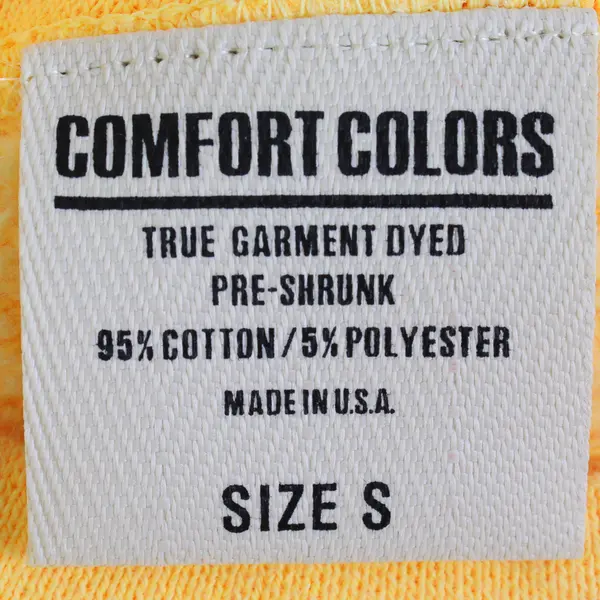 COMFORT COLORS
TRUE GARMENT DYED
PRE-SHRUNK
95% COTTON/5% POLYESTER
MADE IN U.S.A.
SIZE S